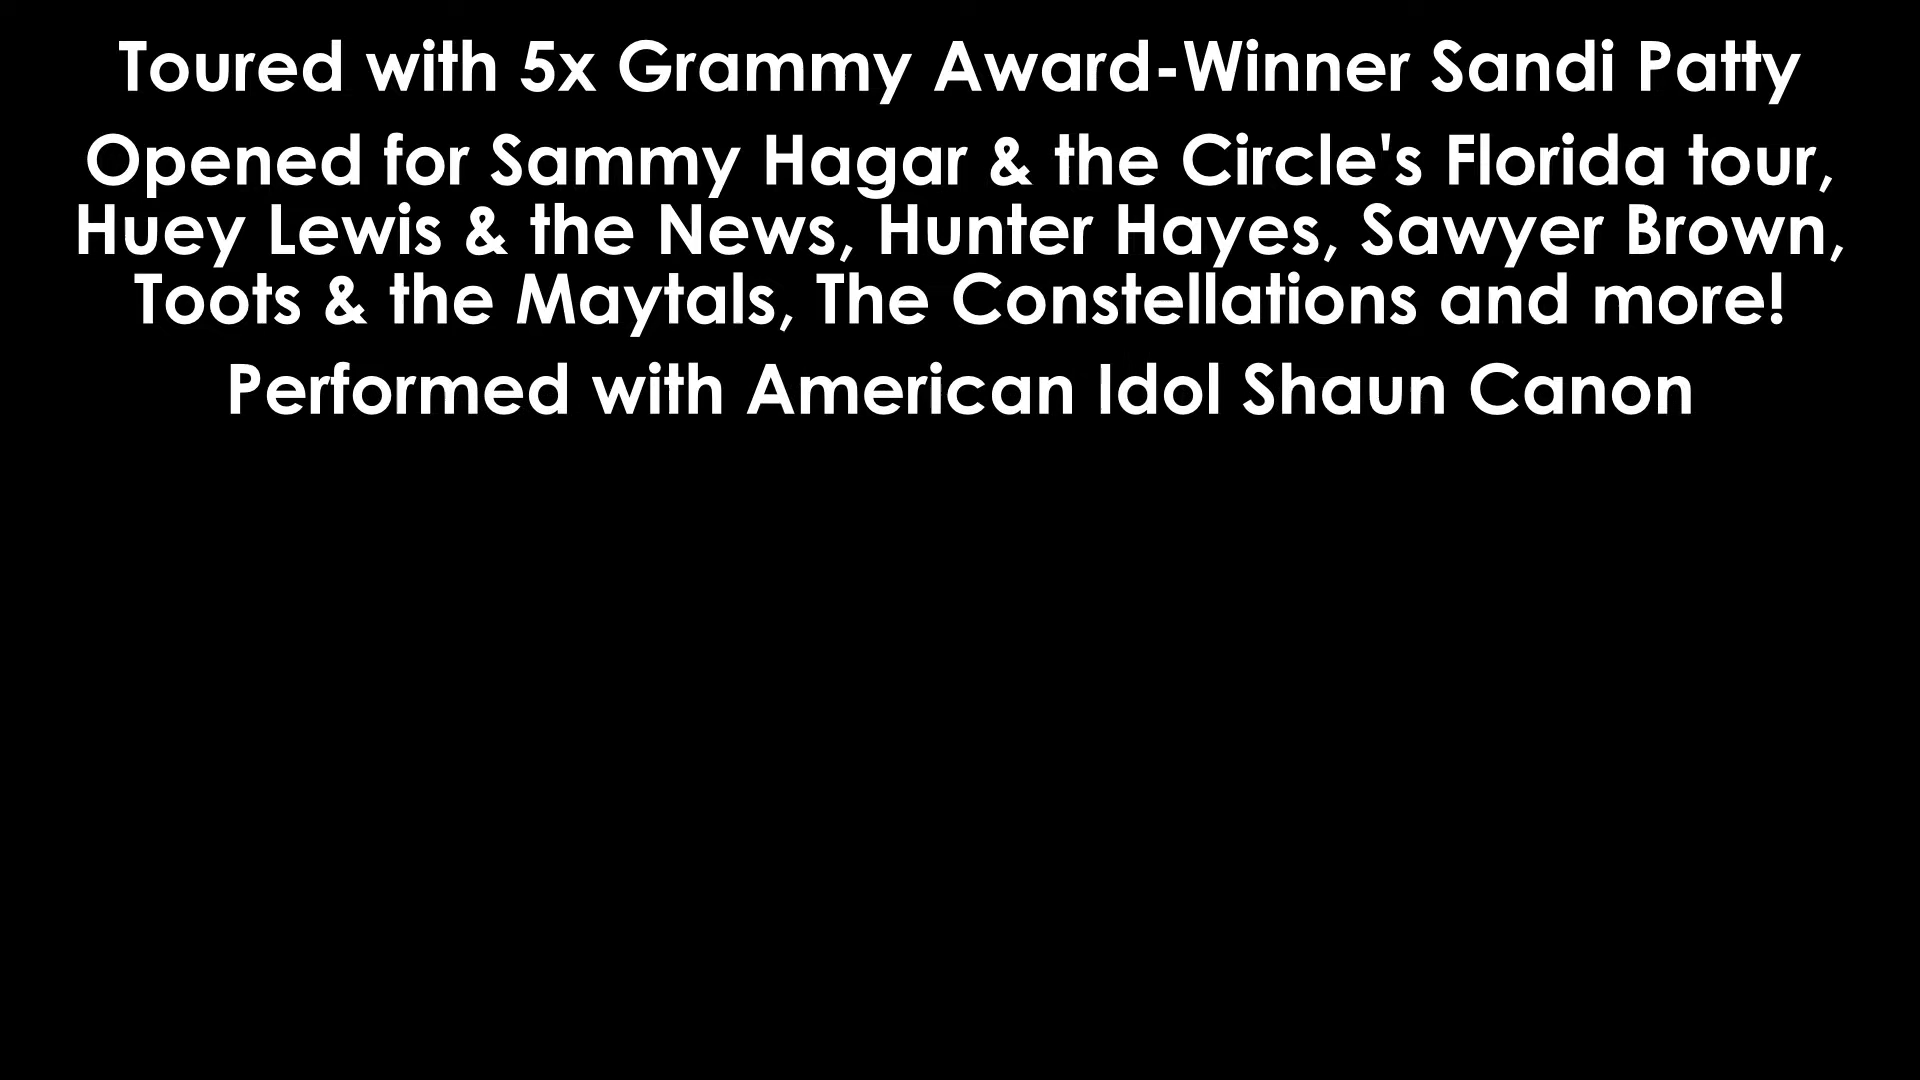 Toured with 5x Grammy Award-Winner Sandi Patty
Opened for Sammy Hagar & the Circle's Florida tour,
Huey Lewis & the News, Hunter Hayes, Sawyer Brown,
Toots & the Maytals, The Constellations and more!
Performed with American Idol Shaun Canon